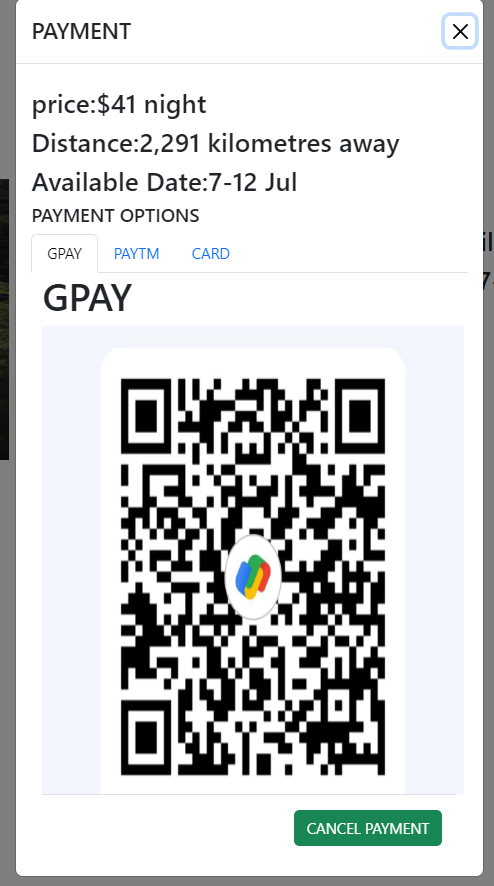 PAYMENT
price:$41 night
Distance:2,291 kilometres away
Available Date:7-12 Jul
PAYMENT OPTIONS
GPAY PAYTM CARD
GPAY
CANCEL PAYMENT